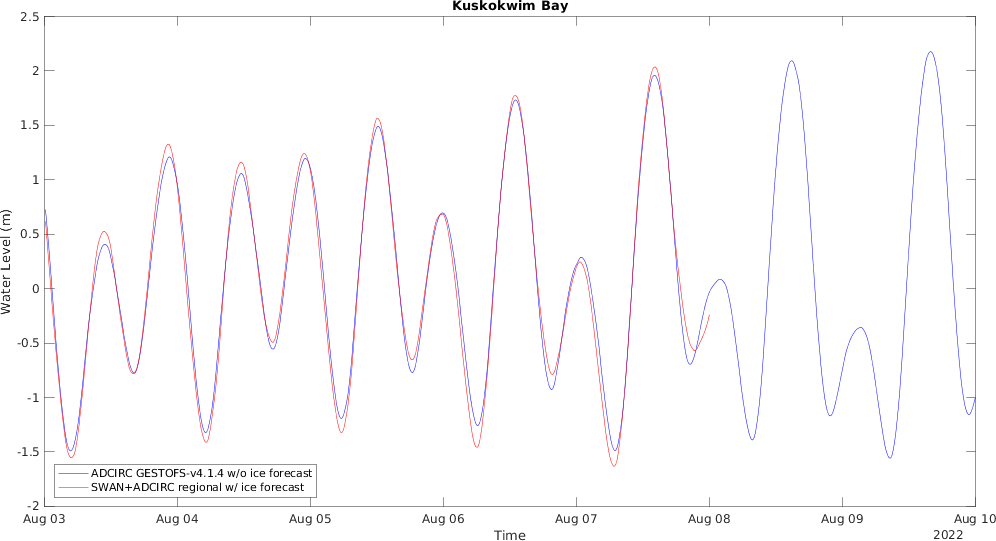 Kuskokwim Bay
2.5
2
1.5
1
0.5
0
-0.5
-1
-1.5
-2
Water Level (m)
ADCIRC GESTOFS-v4.1.4 w/o ice forecast
SWAN+ADCIRC regional w/ ice forecast
Aug 03 Aug 04 Aug 05 Aug 06 Aug 07 Aug 08 Aug 09 Aug 10
Time
2022